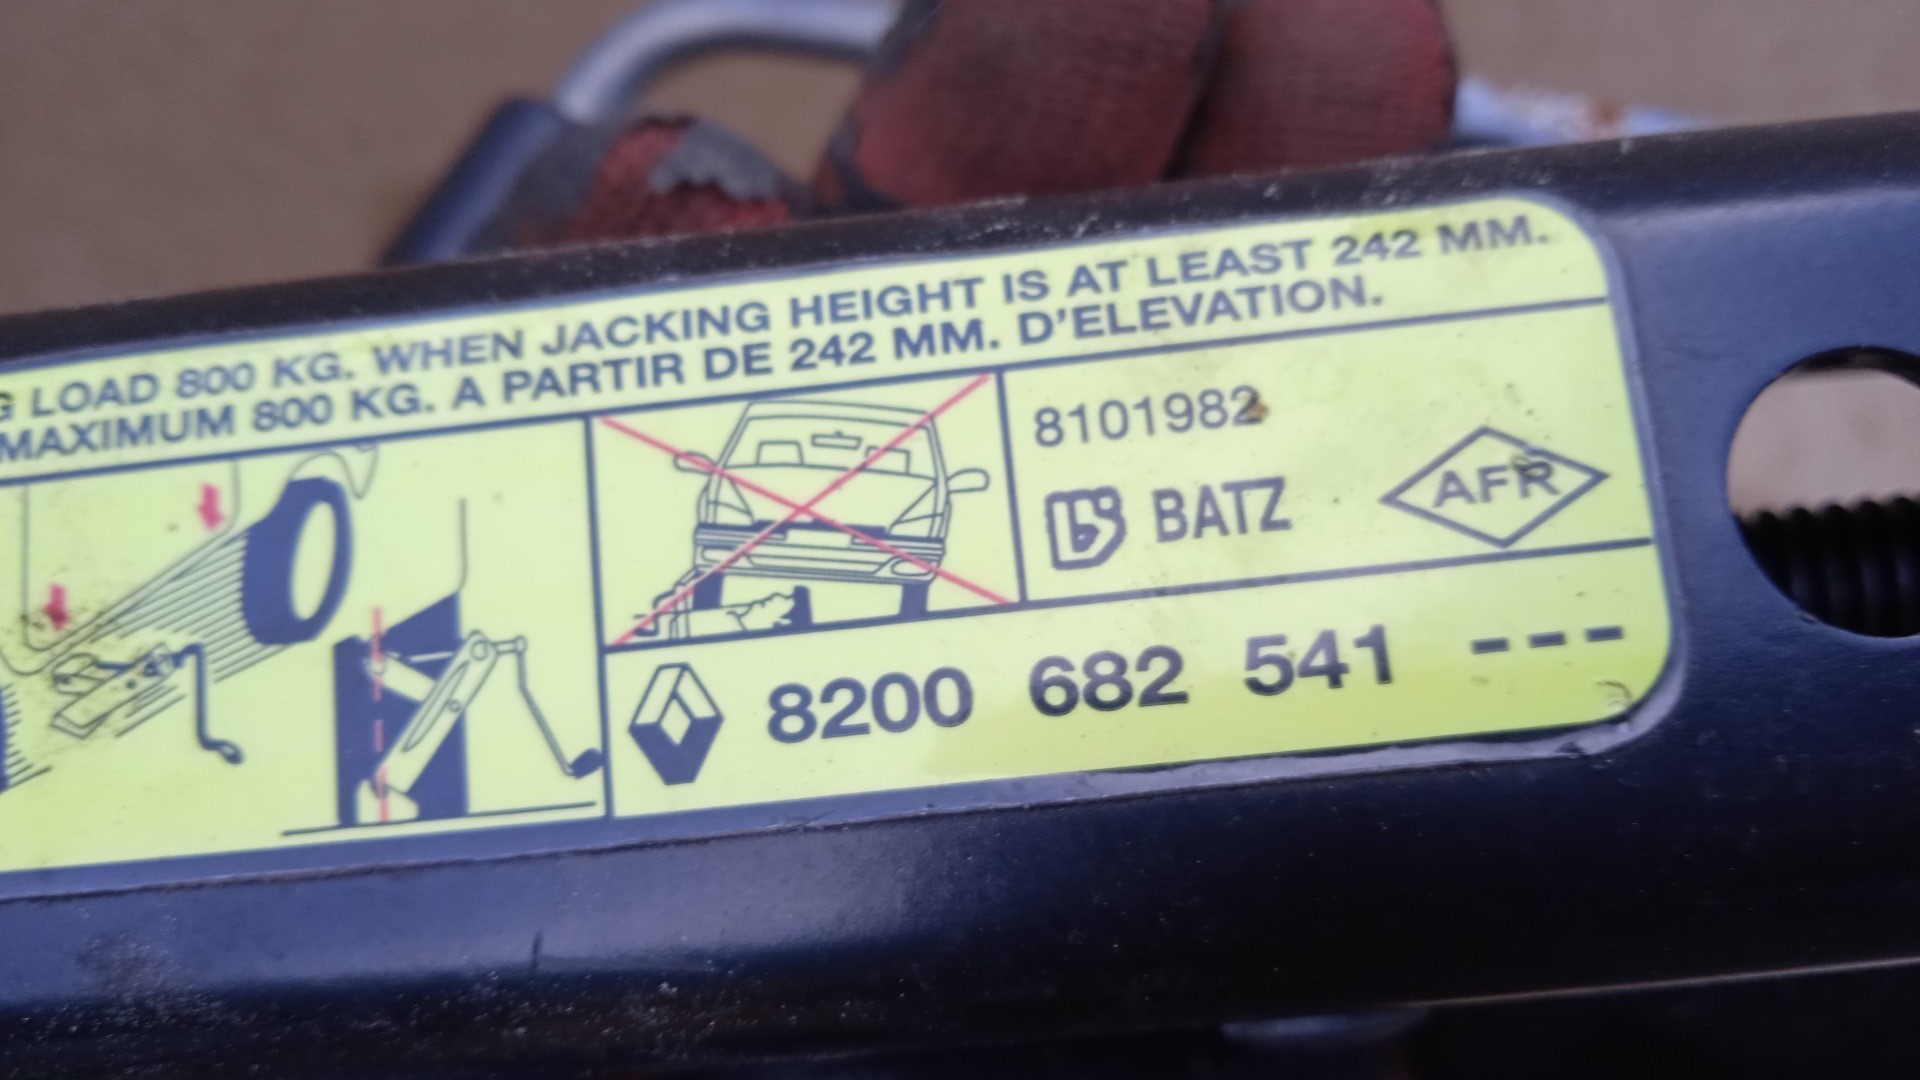 G LOAD 800 KG. WHEN JACKING HEIGHT IS AT LEAST 242 MM.
MAXIMUM 800 KG. A PARTIR DE 242 MM. D'ELEVATION.
8101982
BATZ
AFR
8200 682 541 ---